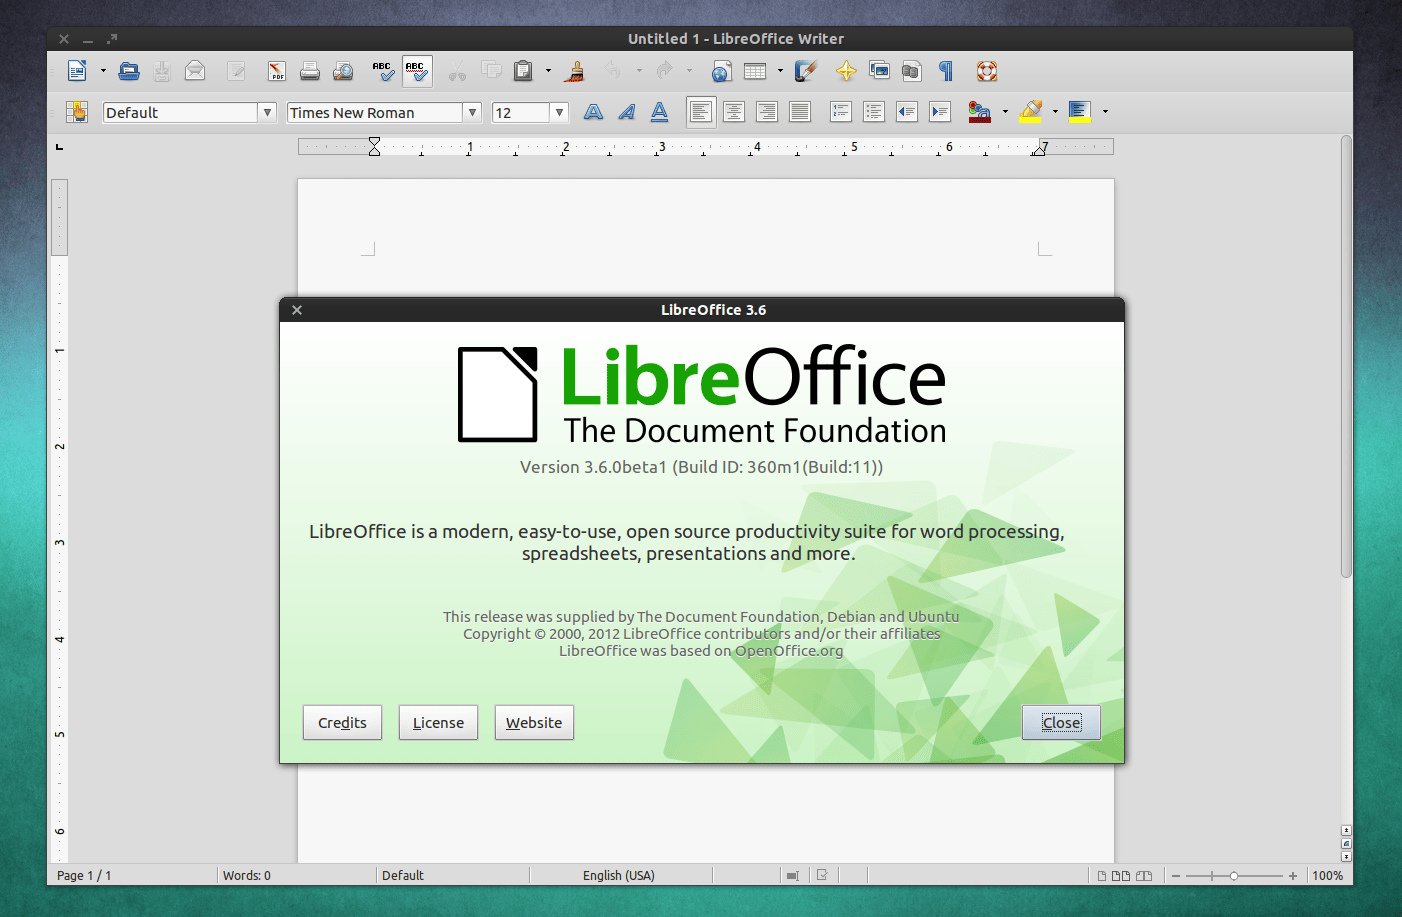 Untitled 1 - LibreOffice Writer
PDF
ABC
ABC
Default
Times New Roman
12
1 2 3 4 5 6 7
LibreOffice 3.6
LibreOffice
The Document Foundation
Version 3.6.0beta1 (Build ID: 360m1(Build:11))
LibreOffice is a modern, easy-to-use, open source productivity suite for word processing,
spreadsheets, presentations and more.
This release was supplied by The Document Foundation, Debian and Ubuntu
Copyright © 2000, 2012 LibreOffice contributors and/or their affiliates
LibreOffice was based on OpenOffice.org
Credits License Website Close
1
2
3
4
5
6
Page 1 / 1 Words: 0 Default English (USA) 100%